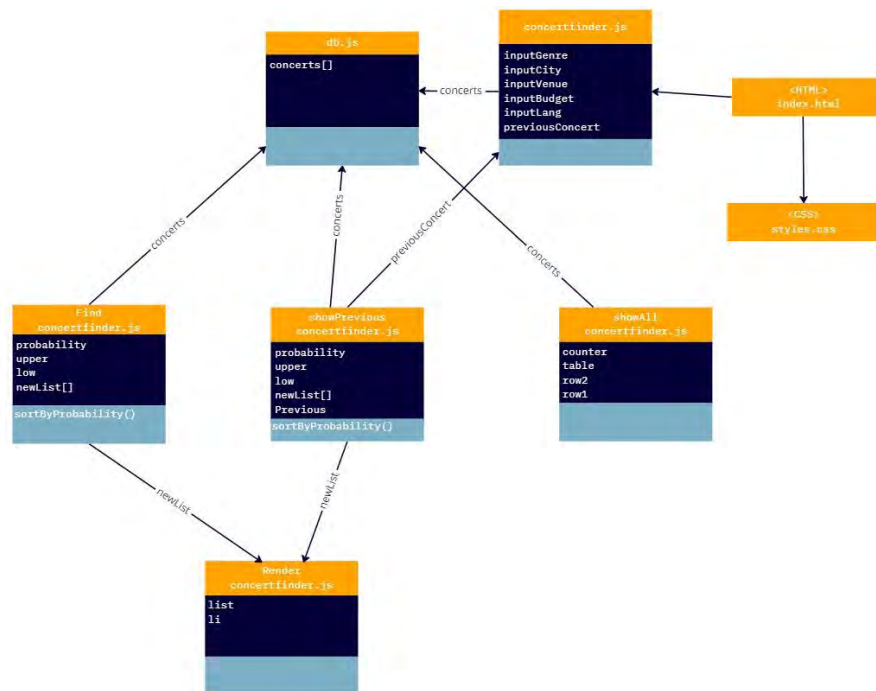 db.js
concerts[]
concertfinder.js
inputGenre
inputCity
inputVenue
inputBudget
inputLang
previousConcert
concerts
<HTML>
index.html
<CSS>
styles.css
concerts
concerts
previousConcert
concerts
Find
concertfinder.js
probability
upper
low
newList[]
sortByProbability()
showPrevious
concertfinder.js
probability
upper
low
newList[]
Previous
sortByProbability()
showAll
concertfinder.js
counter
table
row2
row1
newList
newList
Render
concertfinder.js
list
li